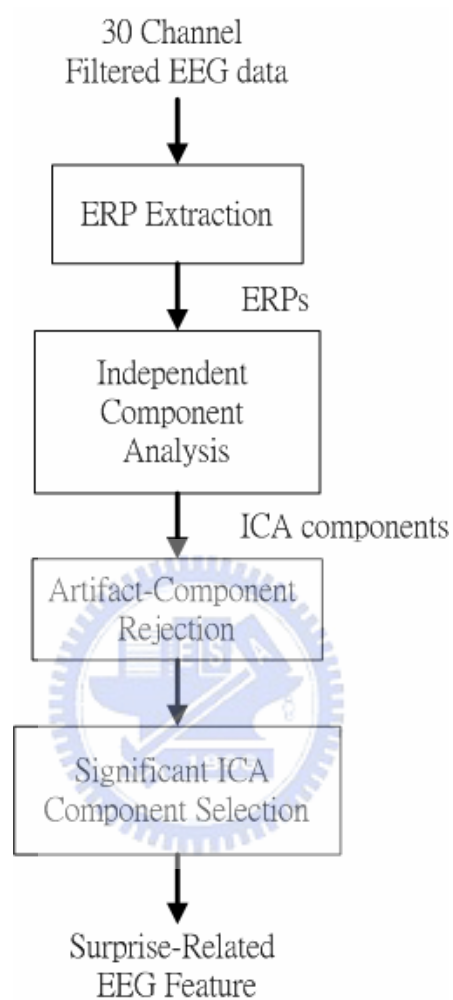 30 Channel
Filtered EEG data
ERP Extraction
ERPs
Independent
Component
Analysis
ICA components
Artifact-Component
Rejection
Significant ICA
Component Selection
Surprise-Related
EEG Feature